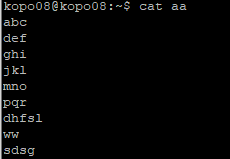 kopo08@kopo08:~$ cat aa
abc
def
ghi
jkl
mno
pqr
dhfsl
ww
sdsg